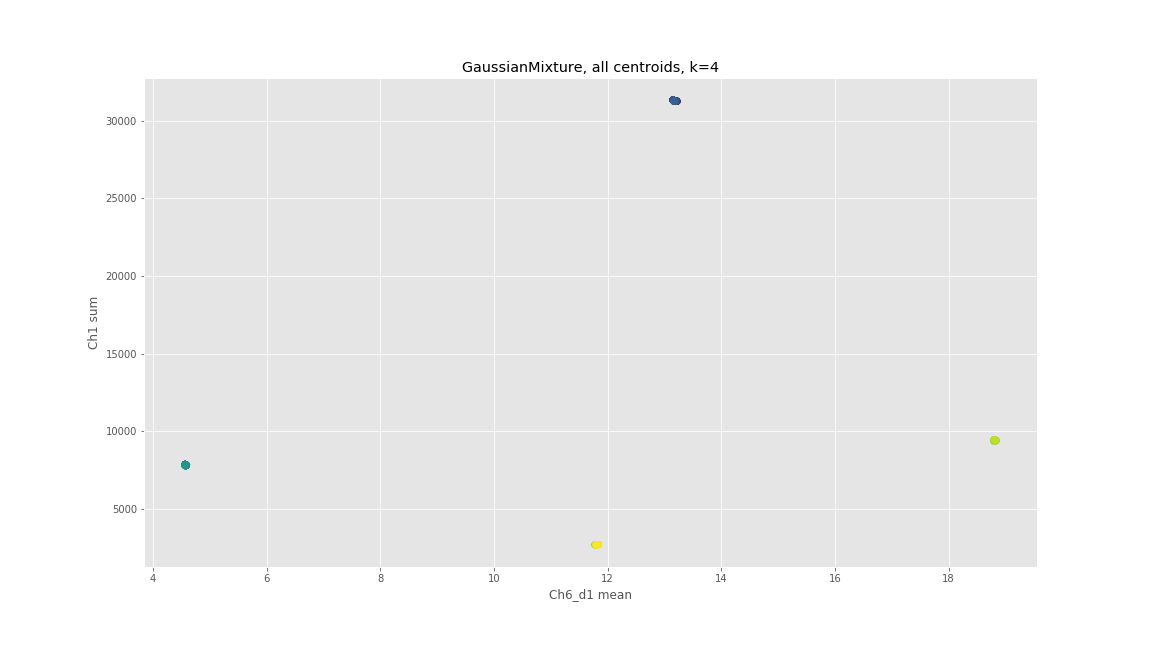 GaussianMixture, all centroids, k=4
30000
25000
20000
15000
10000
5000
Ch1 sum
4 6 8 10 12 14 16 18
Ch6_d1 mean